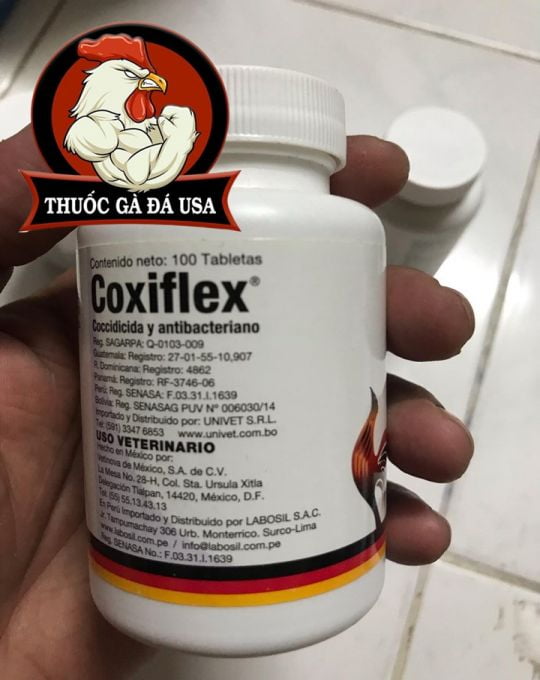 THUỐC GÀ ĐÁ USA
Contenido neto: 100 Tabletas
Coxiflex®
Coccidicida y antibacteriano
Reg. SAGARPA: Q-0103-009
Guatemala: Registro: 27-01-55-10,907
R. Dominicana: Registro: 4862
Panamá: Registro: RF-3746-06
Perú: Reg. SENASA: F.03.31.I.1639
Bolivia: Reg. SENASAG PUV N° 006030/14
Importado y Distribuido por: UNIVET S.R.L.
Tel: (591) 3347 6853 www.univet.com.bo
USO VETERINARIO
Hecho en México por:
Vetinova de México, S.A. de C.V.
La Mesa No. 28-H, Col. Sta. Ursula Xitla
Delegación Tlalpan, 14420, México, D.F.
Tel: (55) 55.13.43.13
En Perú Importado y Distribuido por LABOSIL S.A.C.
Jr. Tampumachay 306 Urb. Monterrico. Surco-Lima
www.labosil.com.pe / info@labosil.com.pe
Reg. SENASA No.: F.03.31.I.1639